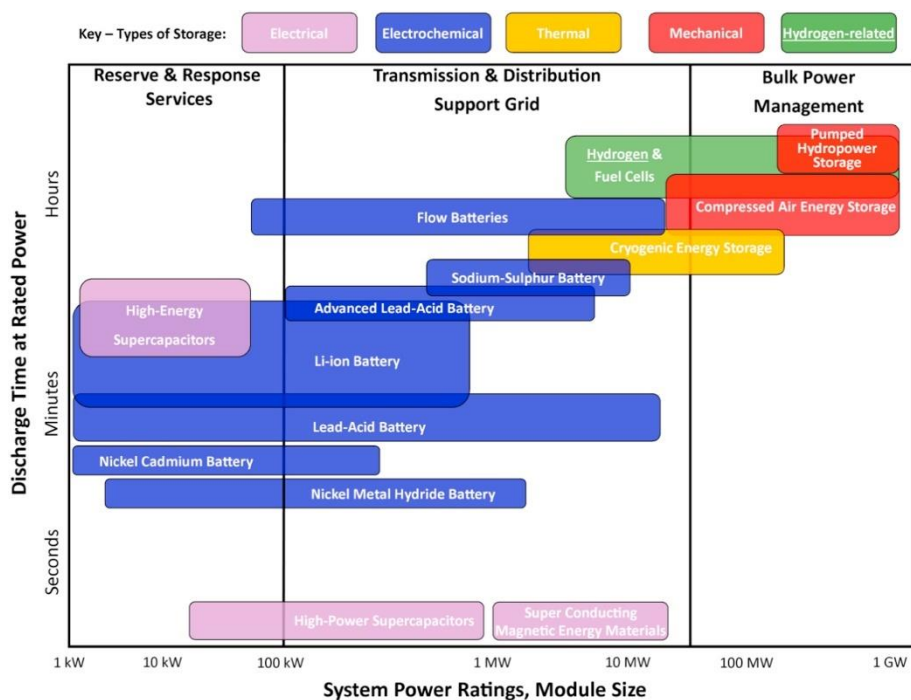 Key – Types of Storage: Electrical Electrochemical Thermal Mechanical Hydrogen-related
Reserve & Response
Services
Transmission & Distribution
Support Grid
Bulk Power
Management
Discharge Time at Rated Power
Hours
Minutes
Seconds
Pumped
Hydropower
Storage
Hydrogen &
Fuel Cells
Compressed Air Energy Storage
Flow Batteries
Cryogenic Energy Storage
Sodium-Sulphur Battery
High-Energy
Supercapacitors
Advanced Lead-Acid Battery
Li-ion Battery
Lead-Acid Battery
Nickel Cadmium Battery
Nickel Metal Hydride Battery
High-Power Supercapacitors
Super Conducting
Magnetic Energy Materials
1 kW 10 kW 100 kW 1 MW 10 MW 100 MW 1 GW
System Power Ratings, Module Size